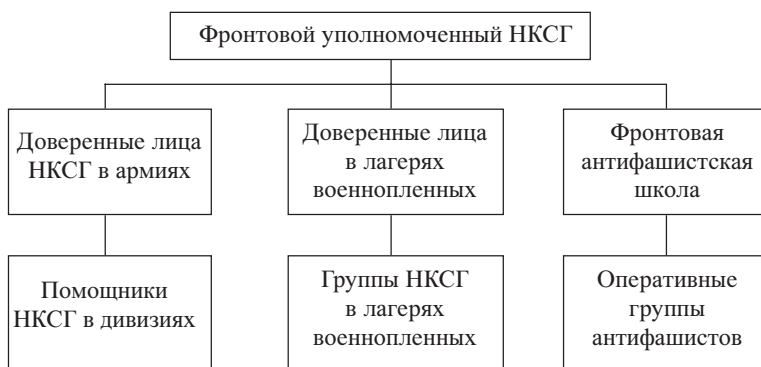 Фронтовой уполномоченный НКСГ
Доверенные лица
НКСГ в армиях
Доверенные лица
в лагерях
военнопленных
Фронтовая
антифашистская
школа
Помощники
НКСГ в дивизиях
Группы НКСГ
в лагерях
военнопленных
Оперативные
группы
антифашистов